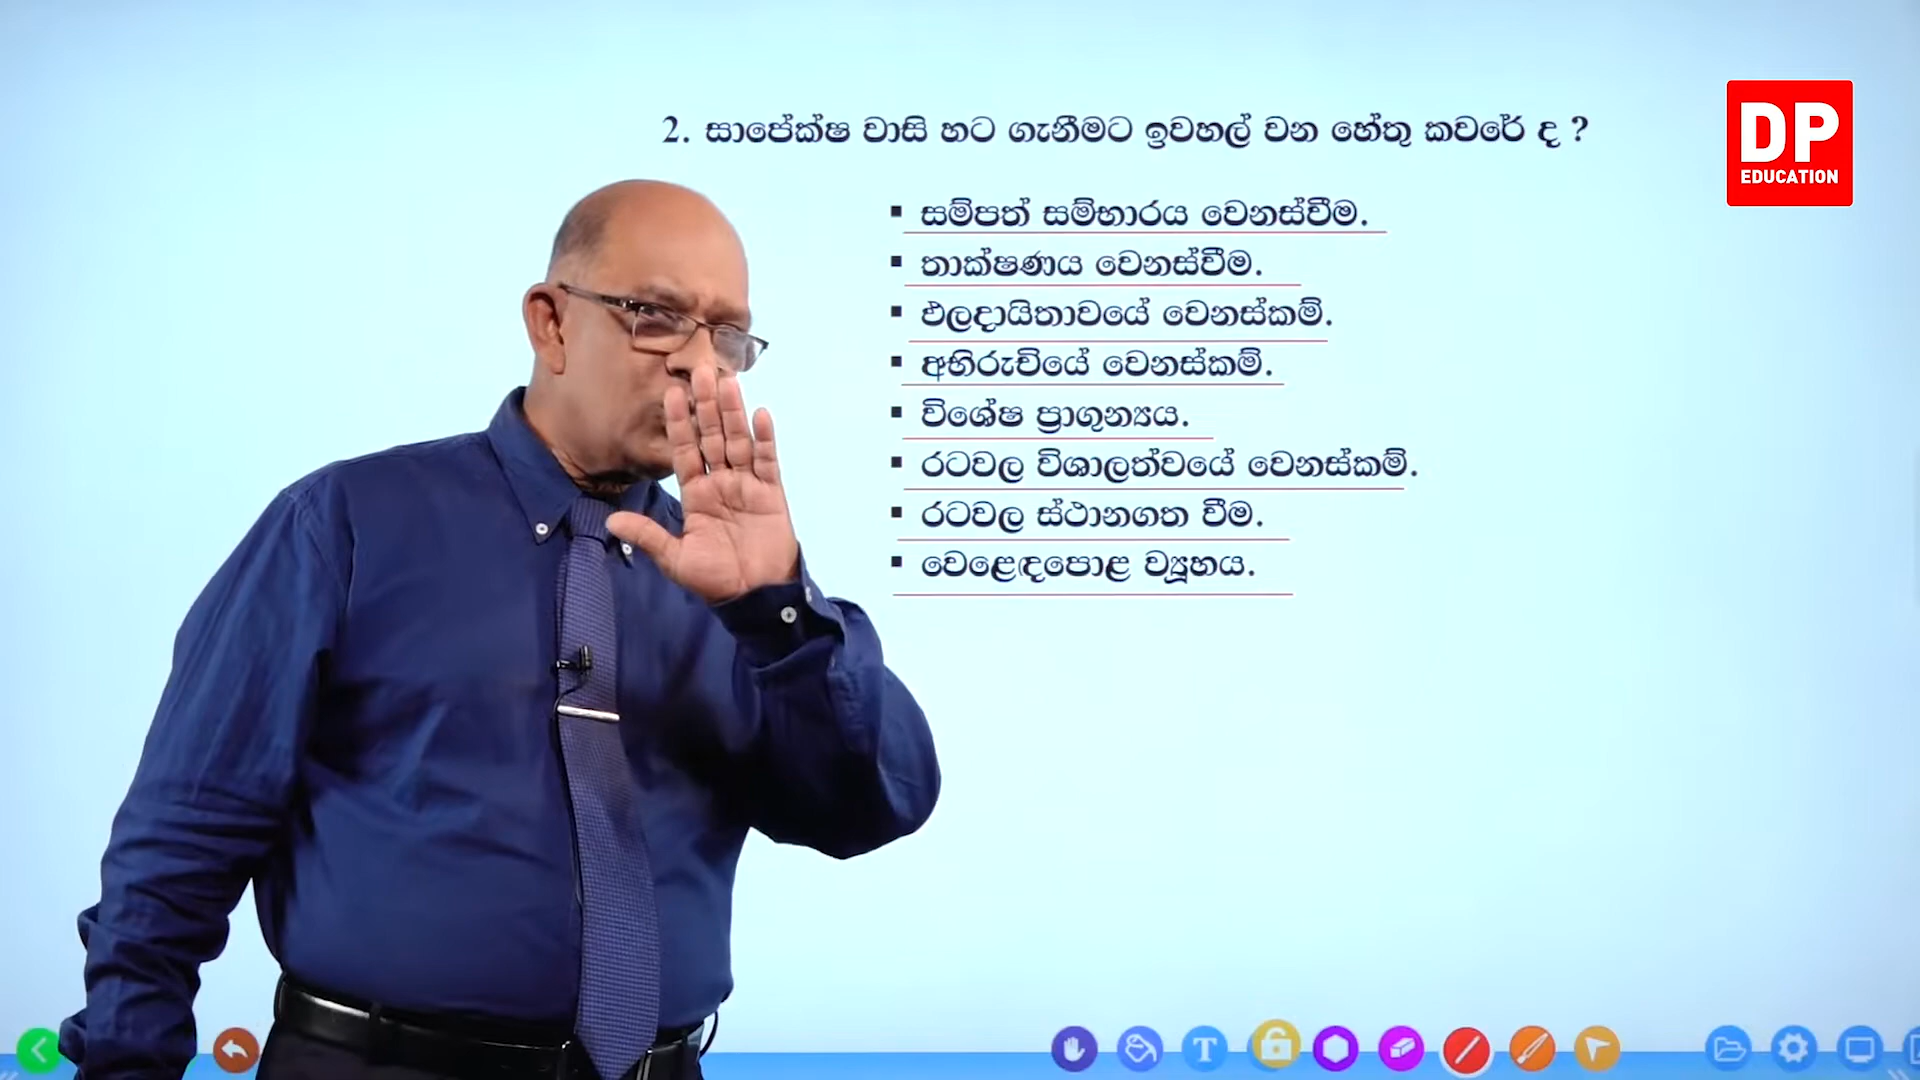 2. සාපේක්ෂ වාසි හට ගැනීමට ඉවහල් වන හේතු කවරේ ද ?
DP
EDUCATION
▪ සම්පත් සම්භාරය වෙනස්වීම.
▪ තාක්ෂණය වෙනස්වීම.
▪ ඵලදායිතාවයේ වෙනස්කම්.
▪ අභිරුචියේ වෙනස්කම්.
▪ විශේෂ ප්‍රාගුන්‍යය.
▪ රටවල විශාලත්වයේ වෙනස්කම්.
▪ රටවල ස්ථානගත වීම.
▪ වෙළෙඳපොළ ව්‍යූහය.
T